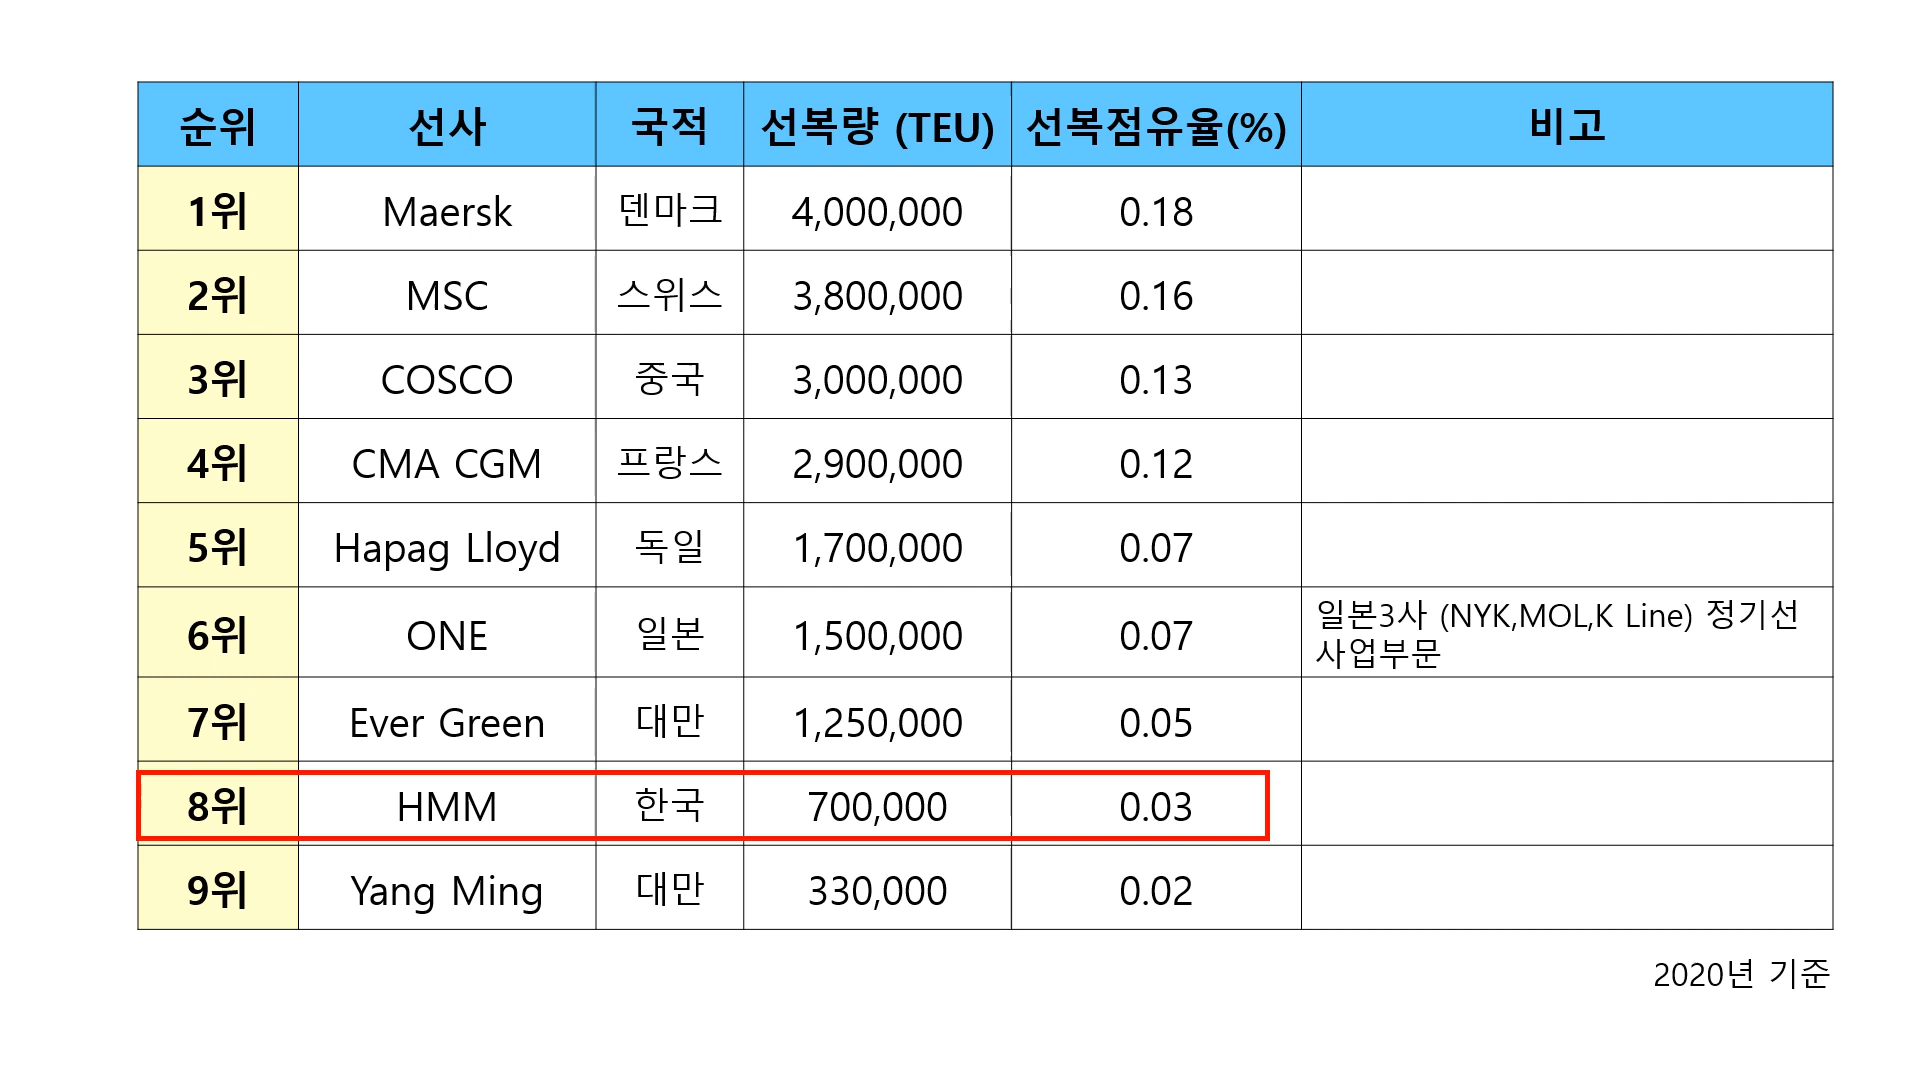 순위 선사 국적 선복량 (TEU) 선복점유율(%) 비고
1위 Maersk 덴마크 4,000,000 0.18
2위 MSC 스위스 3,800,000 0.16
3위 COSCO 중국 3,000,000 0.13
4위 CMA CGM 프랑스 2,900,000 0.12
5위 Hapag Lloyd 독일 1,700,000 0.07
6위 ONE 일본 1,500,000 0.07 일본3사 (NYK,MOL,K Line) 정기선
사업부문
7위 Ever Green 대만 1,250,000 0.05
8위 HMM 한국 700,000 0.03
9위 Yang Ming 대만 330,000 0.02
2020년 기준